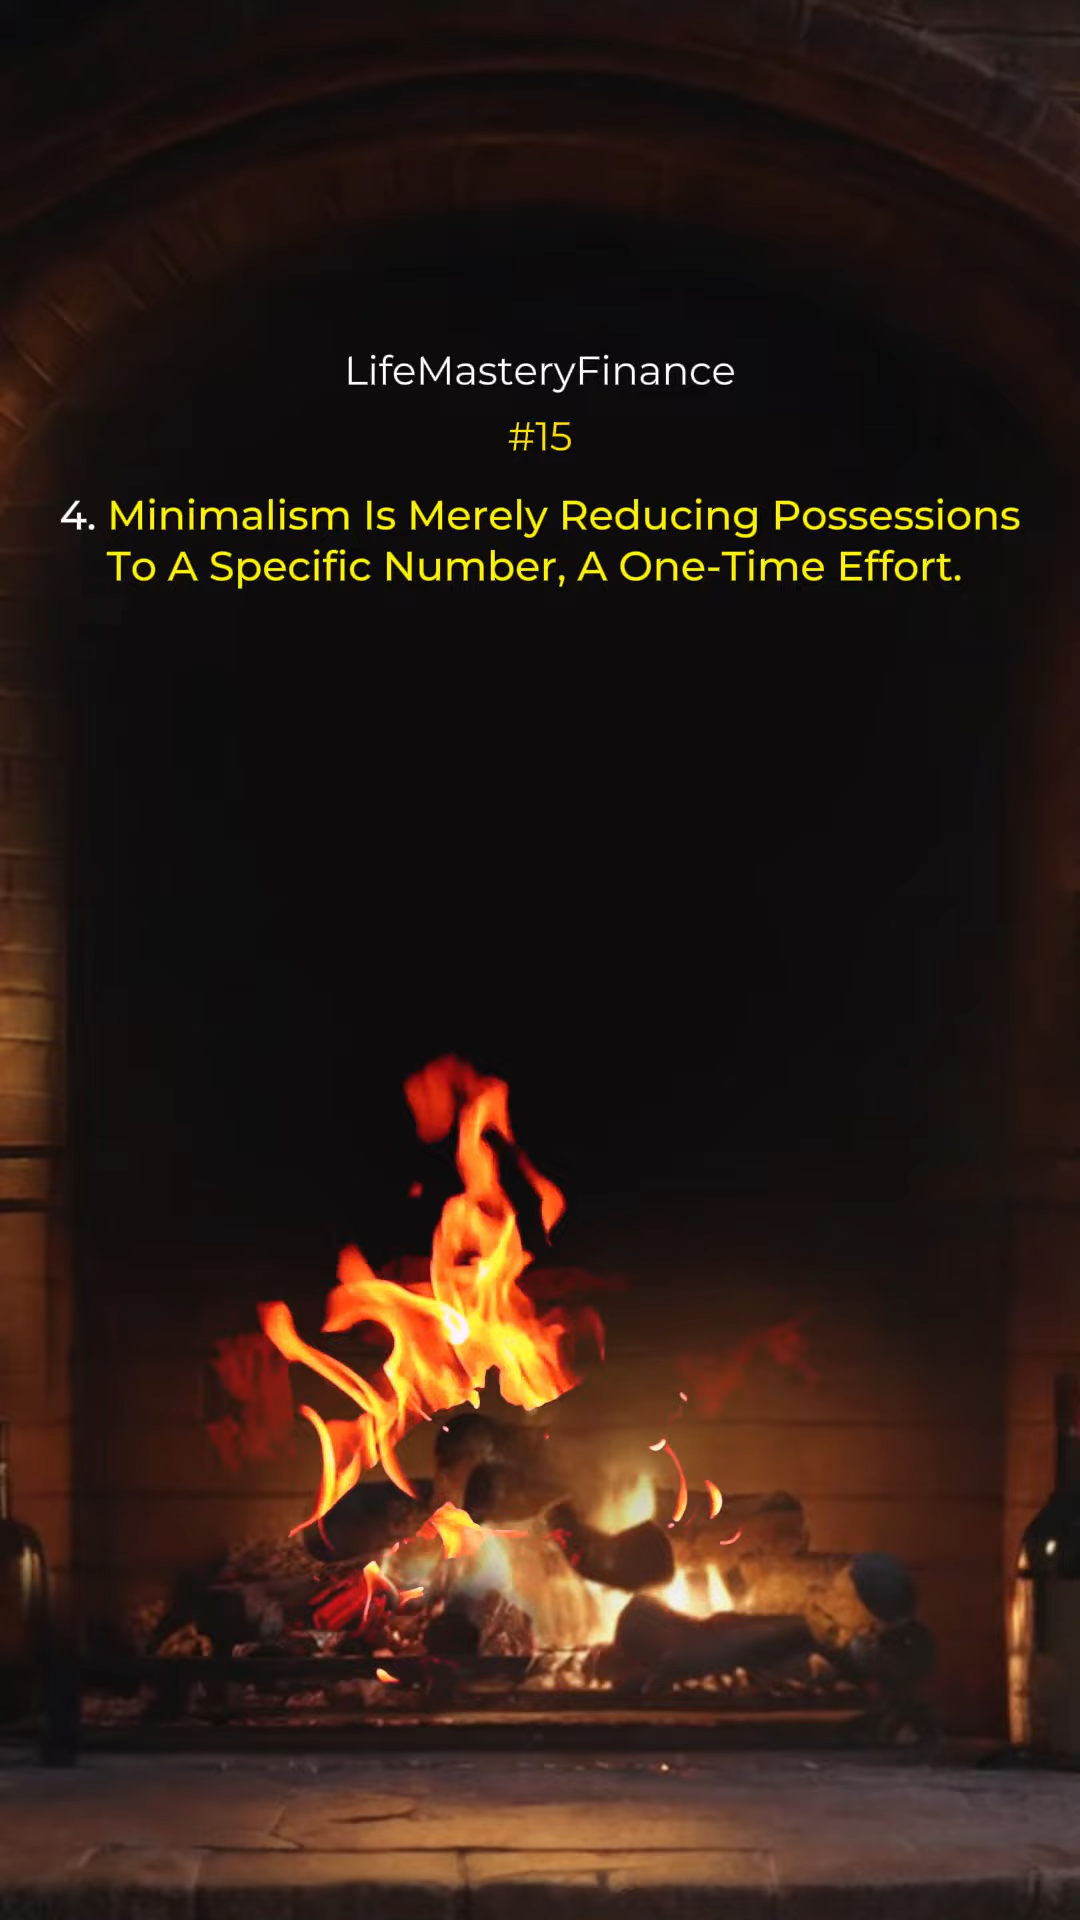 LifeMasteryFinance
#15
4. Minimalism Is Merely Reducing Possessions
To A Specific Number, A One-Time Effort.